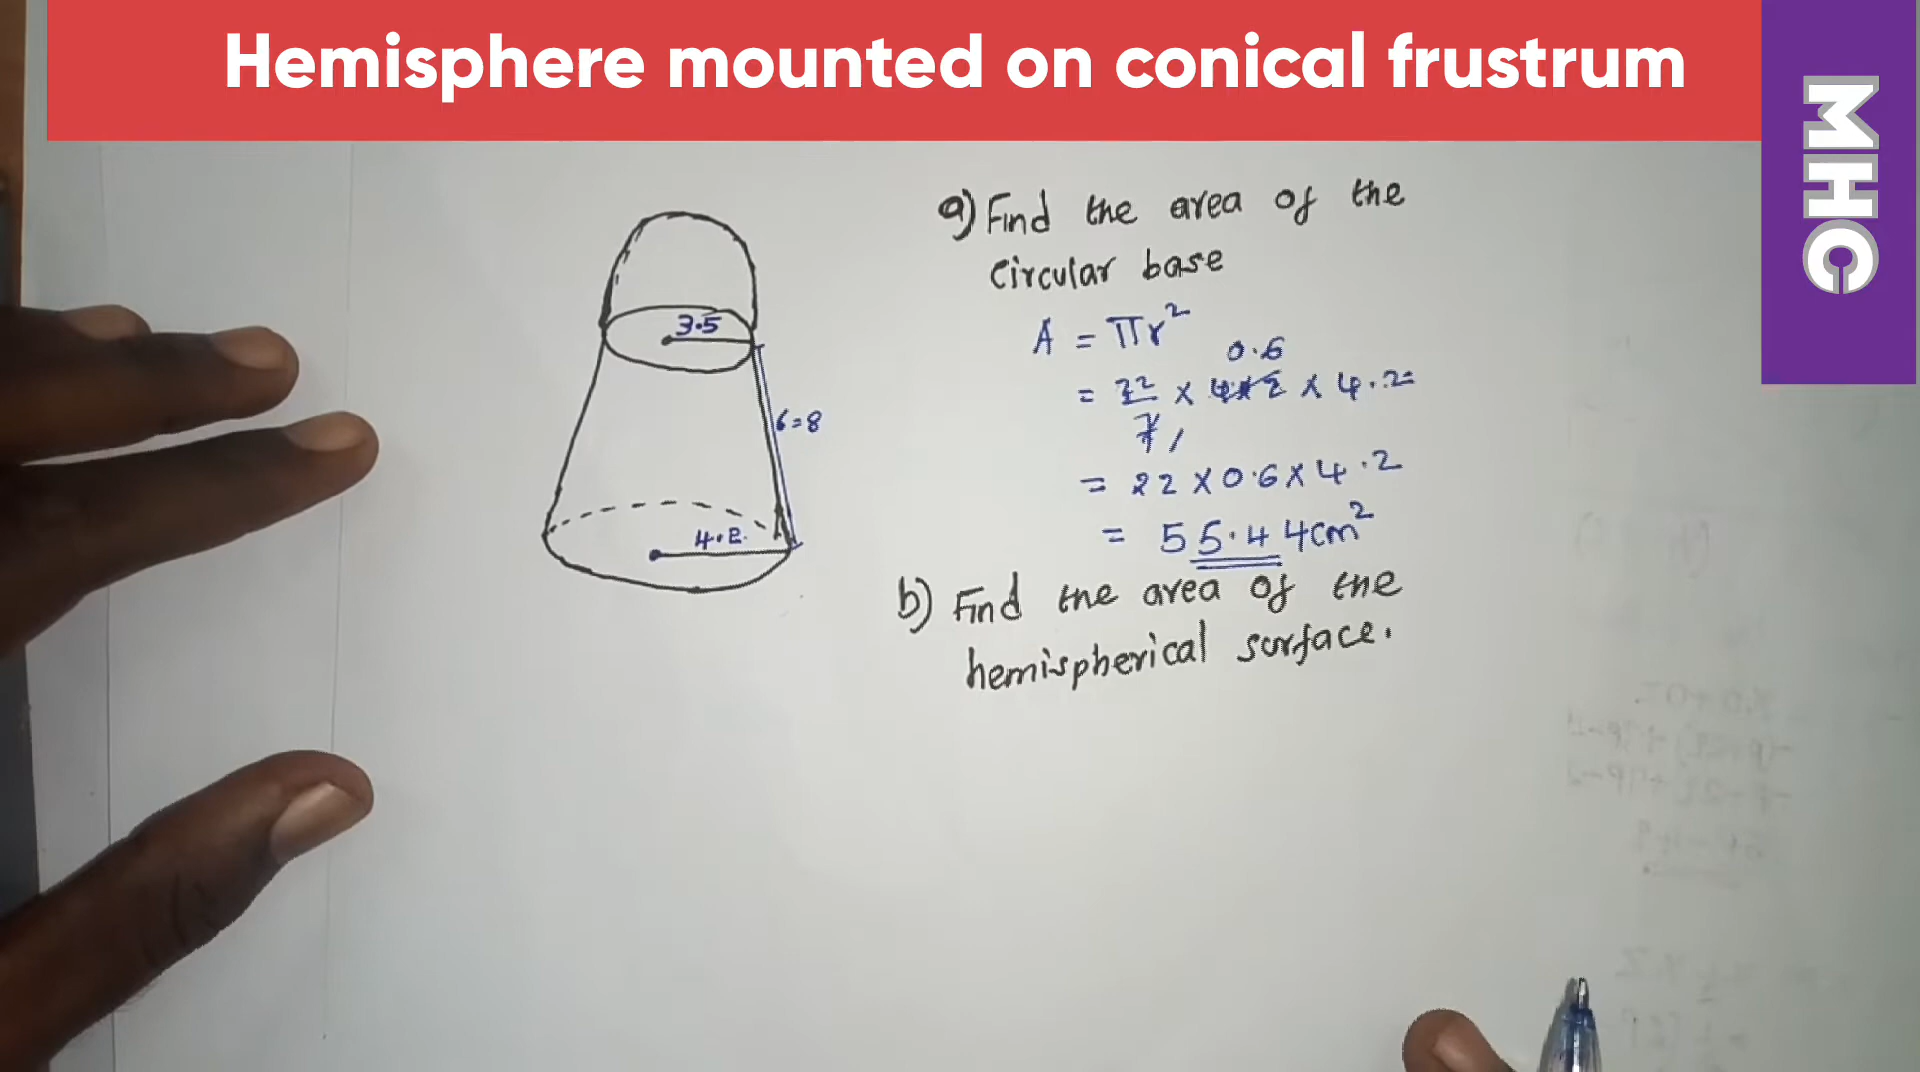 Hemisphere mounted on conical frustrum
MHC
a) Find the area of the
circular base
A = πr²
0.6
= 22 × 4.2 × 4.2
7 1
= 22 × 0.6 × 4.2
= 55.44cm²
b) Find the area of the
hemispherical surface.
3.5
6=8
4.2